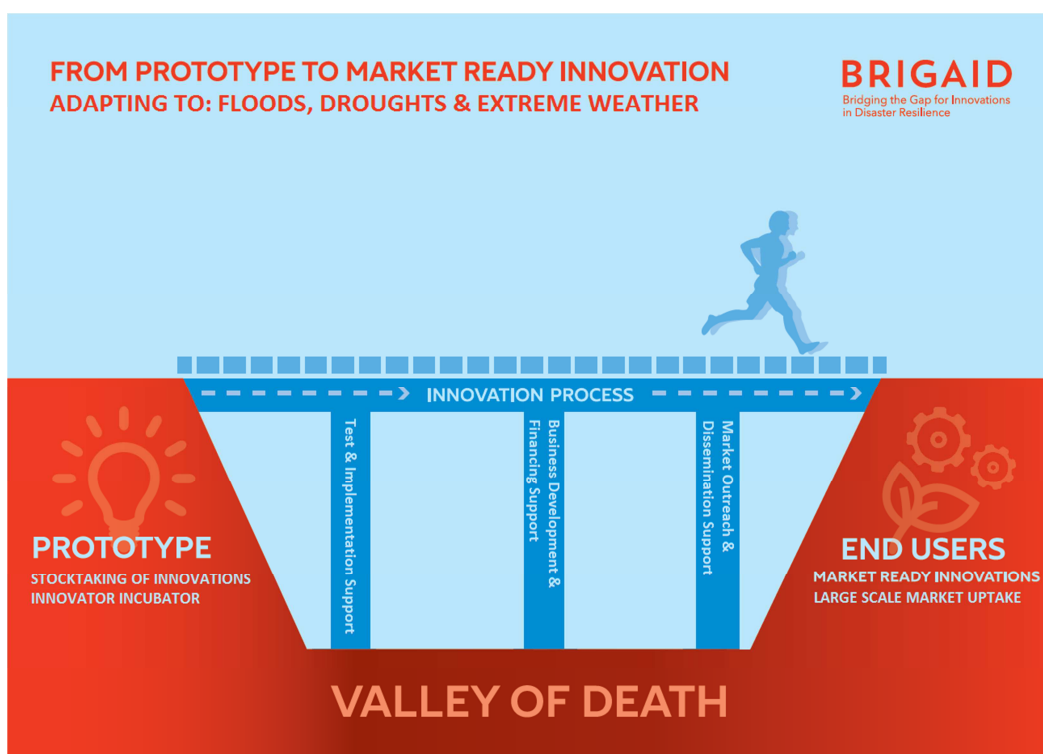 FROM PROTOTYPE TO MARKET READY INNOVATION
ADAPTING TO: FLOODS, DROUGHTS & EXTREME WEATHER
BRIGAID
Bridging the Gap for Innovations
in Disaster Resilience
INNOVATION PROCESS
Test & Implementation Support
Business Development &
Financing Support
Market Outreach &
Dissemination Support
PROTOTYPE
STOCKTAKING OF INNOVATIONS
INNOVATOR INCUBATOR
END USERS
MARKET READY INNOVATIONS
LARGE SCALE MARKET UPTAKE
VALLEY OF DEATH